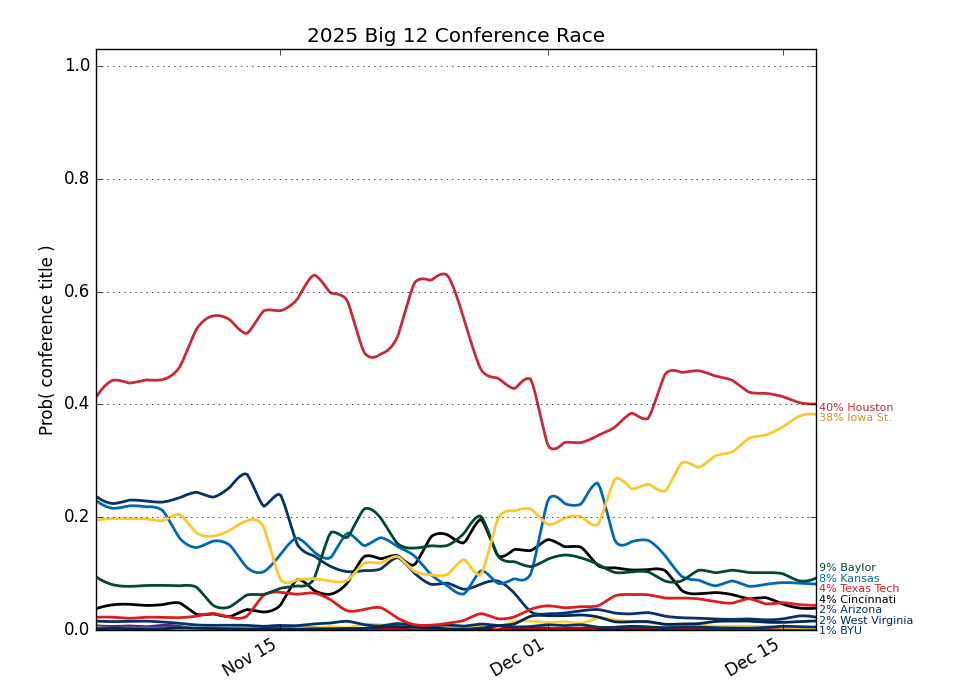 2025 Big 12 Conference Race
Prob( conference title )
1.0
0.8
0.6
0.4
0.2
0.0
40% Houston
38% Iowa St.
9% Baylor
8% Kansas
4% Texas Tech
4% Cincinnati
2% Arizona
2% West Virginia
1% BYU
Nov 15
Dec 01
Dec 15